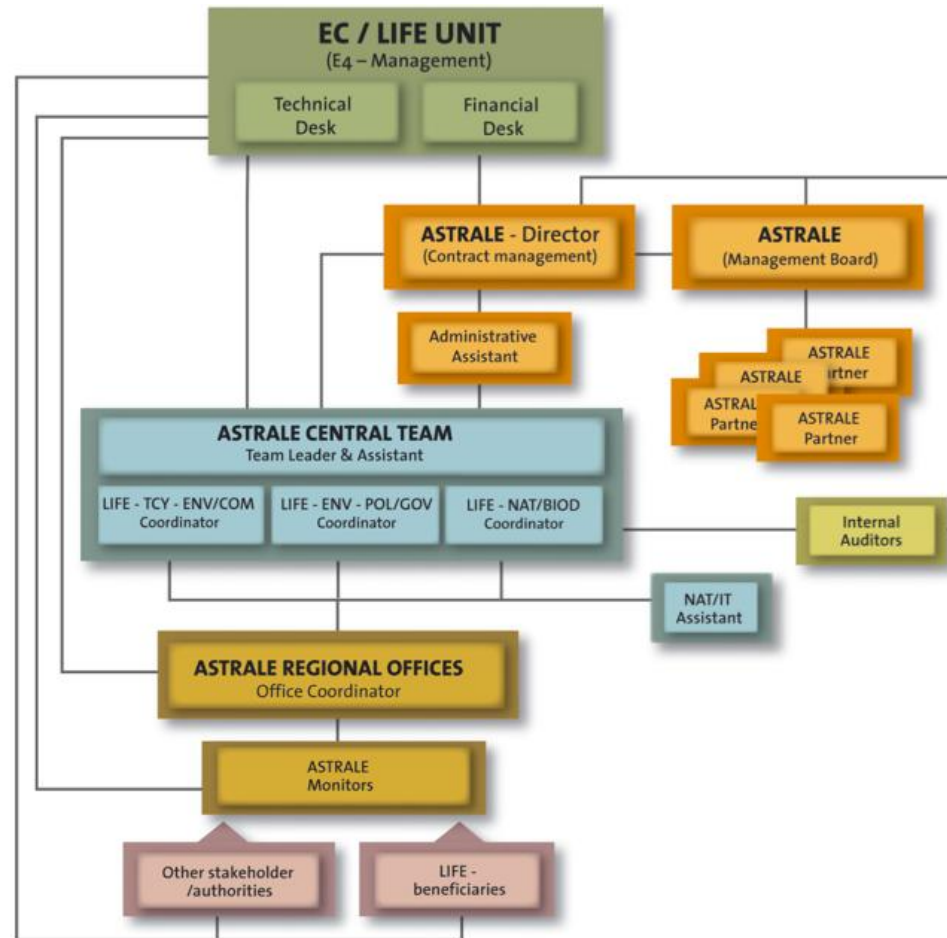 EC / LIFE UNIT
(E4 – Management)
Technical
Desk
Financial
Desk
ASTRALE - Director
(Contract management)
ASTRALE
(Management Board)
Administrative
Assistant
ASTRALE
Partner
ASTRALE
ASTRALE
Partner
ASTRALE
Partner
ASTRALE CENTRAL TEAM
Team Leader & Assistant
LIFE - TCY - ENV/COM
Coordinator
LIFE - ENV - POL/GOV
Coordinator
LIFE - NAT/BIOD
Coordinator
Internal
Auditors
NAT/IT
Assistant
ASTRALE REGIONAL OFFICES
Office Coordinator
ASTRALE
Monitors
Other stakeholder
/authorities
LIFE -
beneficiaries